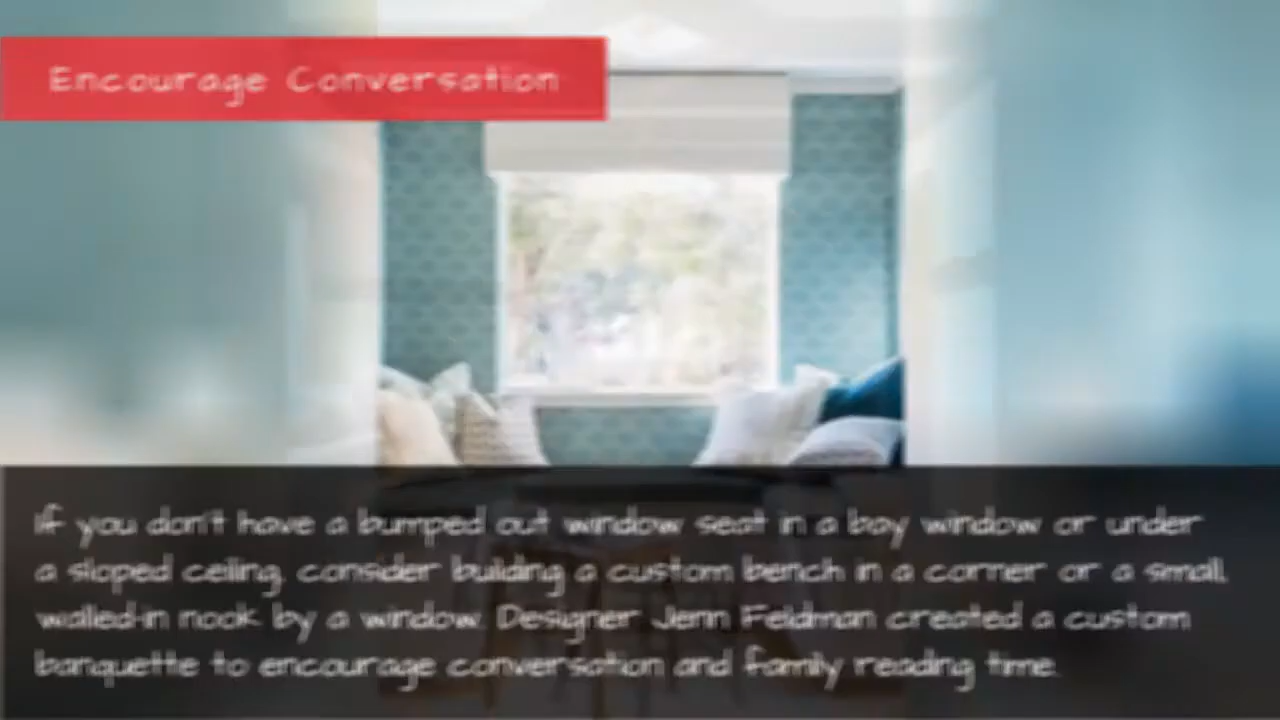 Encourage Conversation
If you don't have a bumped out window seat in a bay window or under
a sloped ceiling, consider building a custom bench in a corner or a small,
walled-in nook by a window. Designer Jenn Feldman created a custom
banquette to encourage conversation and family reading time.